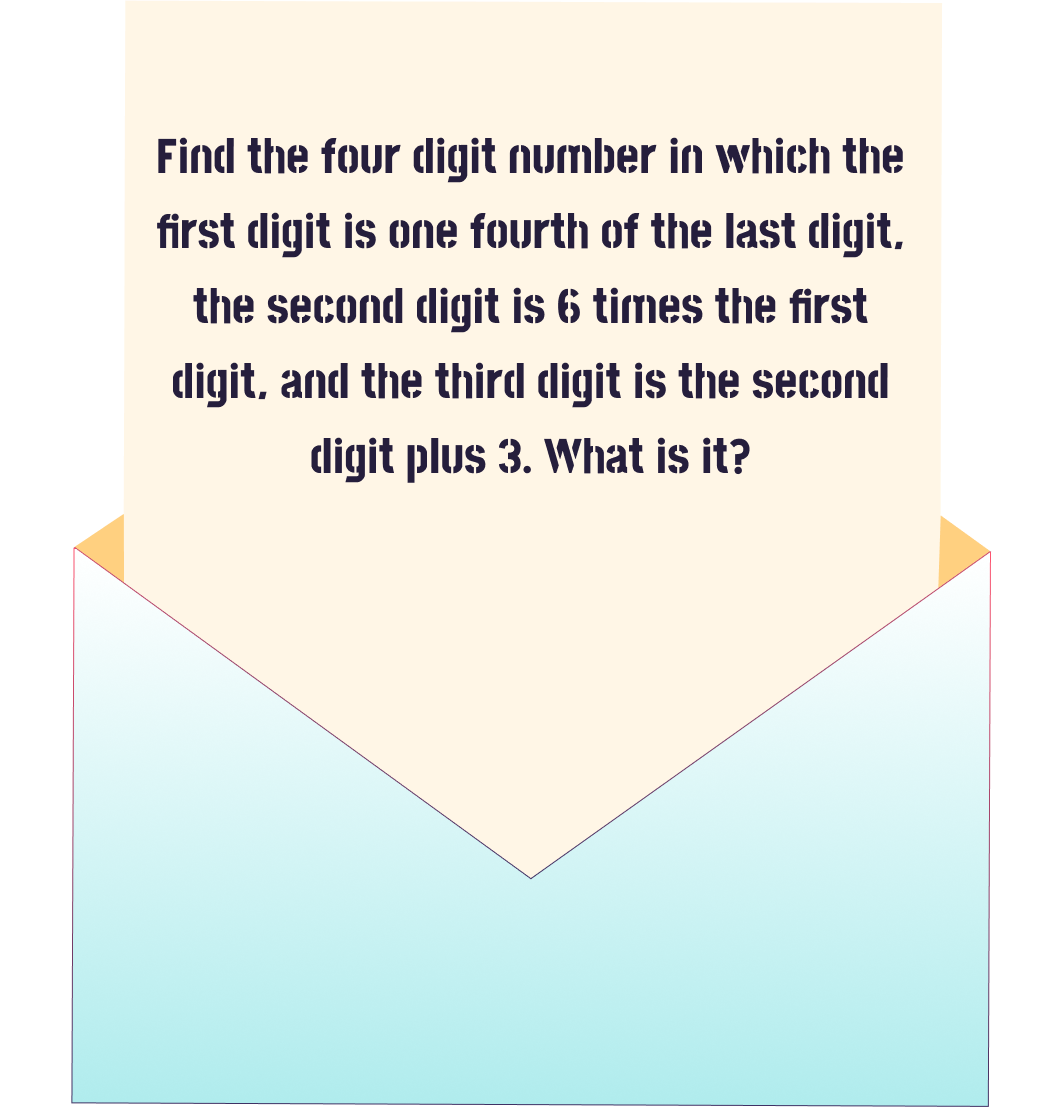 Find the four digit number in which the
first digit is one fourth of the last digit,
the second digit is 6 times the first
digit, and the third digit is the second
digit plus 3. What is it?